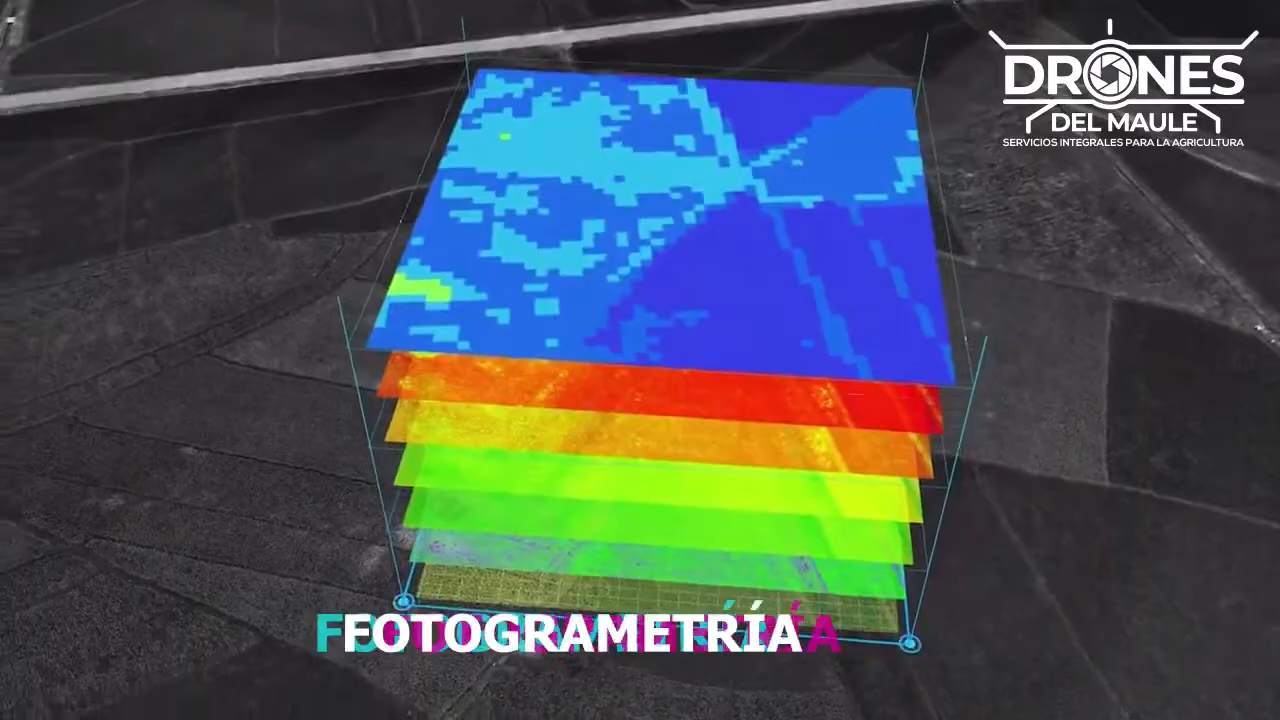 DRONES
DEL MAULE
SERVICIOS INTEGRALES PARA LA AGRICULTURA
FOTOGRAMETRÍA